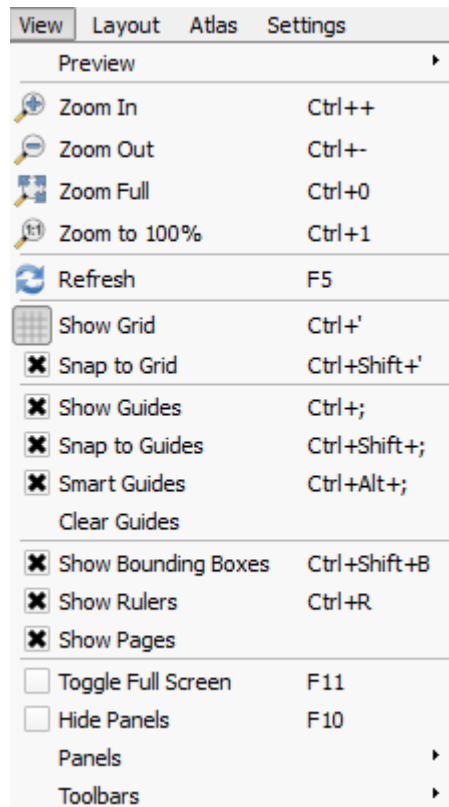 View Layout Atlas Settings
Preview
Zoom In Ctrl++
Zoom Out Ctrl+-
Zoom Full Ctrl+0
1:1 Zoom to 100% Ctrl+1
Refresh F5
Show Grid Ctrl+'
Snap to Grid Ctrl+Shift+'
Show Guides Ctrl+;
Snap to Guides Ctrl+Shift+;
Smart Guides Ctrl+Alt+;
Clear Guides
Show Bounding Boxes Ctrl+Shift+B
Show Rulers Ctrl+R
Show Pages
Toggle Full Screen F11
Hide Panels F10
Panels
Toolbars